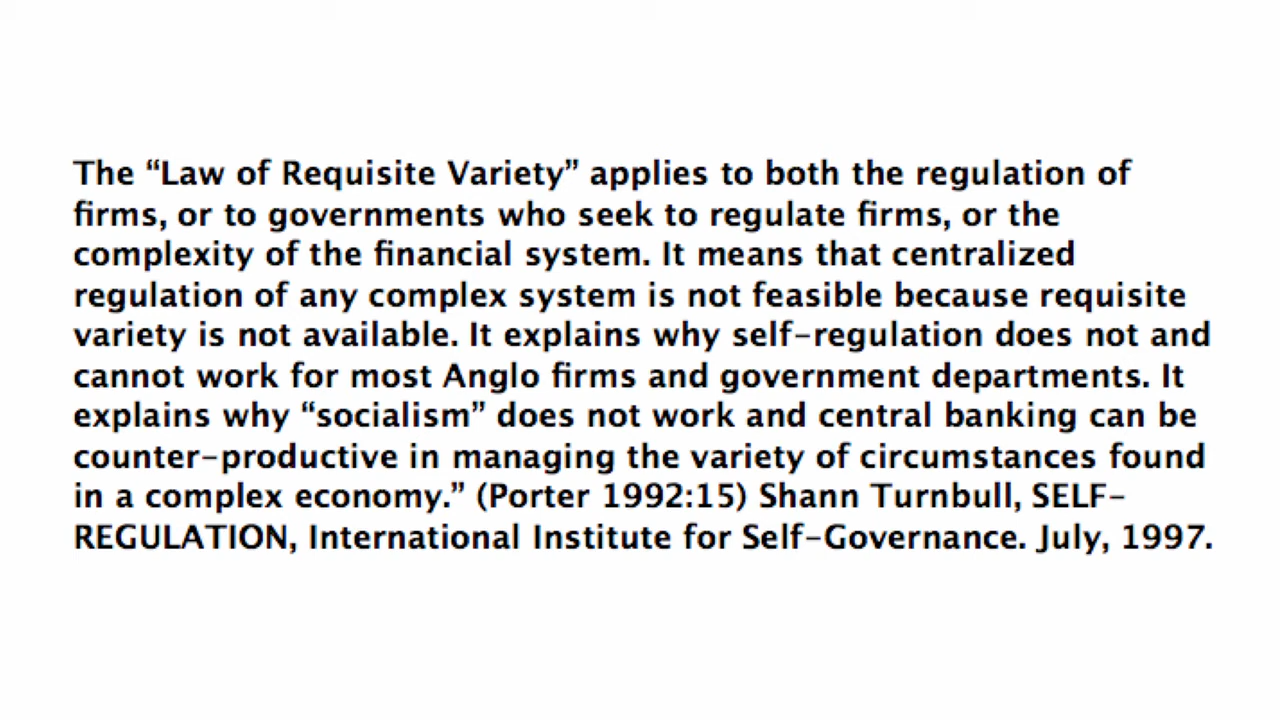 The “Law of Requisite Variety” applies to both the regulation of
firms, or to governments who seek to regulate firms, or the
complexity of the financial system. It means that centralized
regulation of any complex system is not feasible because requisite
variety is not available. It explains why self-regulation does not and
cannot work for most Anglo firms and government departments. It
explains why “socialism” does not work and central banking can be
counter-productive in managing the variety of circumstances found
in a complex economy.” (Porter 1992:15) Shann Turnbull, SELF-
REGULATION, International Institute for Self-Governance. July, 1997.